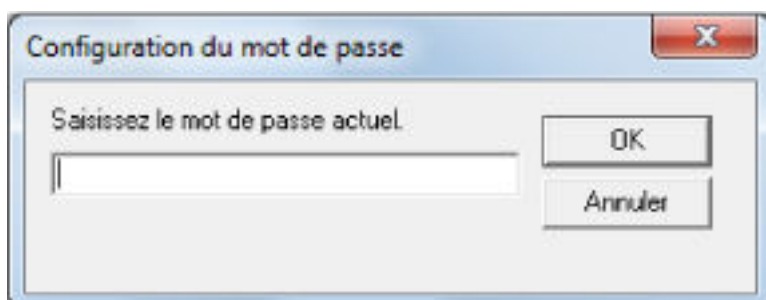 Configuration du mot de passe
Saisissez le mot de passe actuel.
OK
Annuler